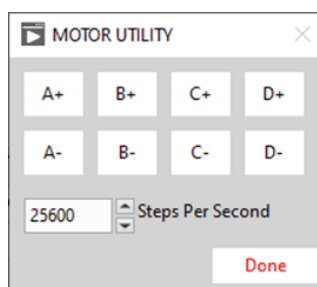 MOTOR UTILITY
A+ B+ C+ D+
A- B- C- D-
25600 Steps Per Second
Done